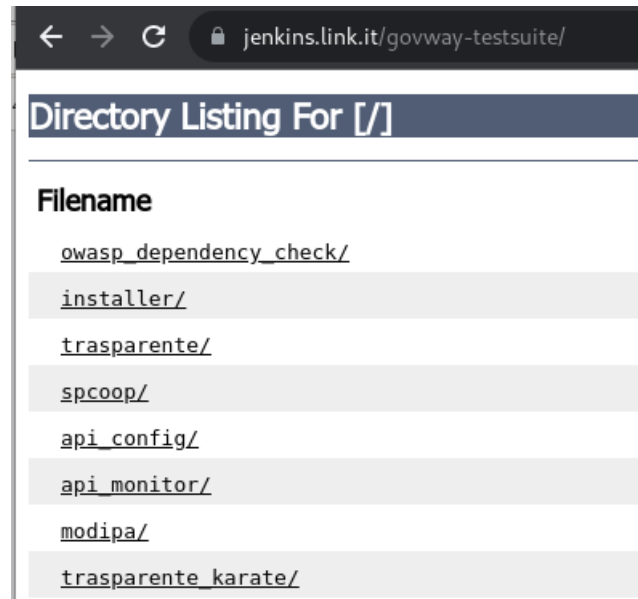 jenkins.link.it/govway-testsuite/
Directory Listing For [/]
Filename
owasp_dependency_check/
installer/
trasparente/
spcoop/
api_config/
api_monitor/
modipa/
trasparente_karate/